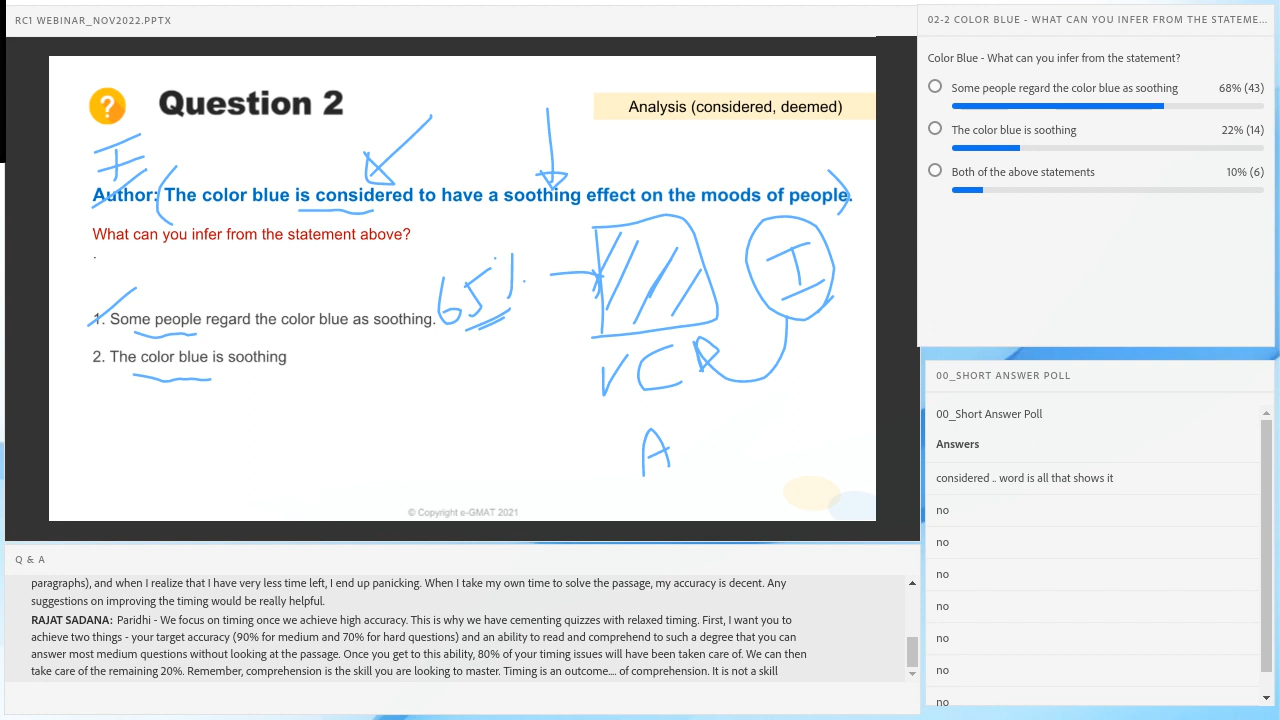 RC1 WEBINAR_NOV2022.PPTX
?
Question 2
Analysis (considered, deemed)
I
Author: The color blue is considered to have a soothing effect on the moods of people.
What can you infer from the statement above?
.
65%
I
1. Some people regard the color blue as soothing.
2. The color blue is soothing
VCR
A
© Copyright e-GMAT 2021
Q & A
paragraphs), and when I realize that I have very less time left, I end up panicking. When I take my own time to solve the passage, my accuracy is decent. Any
suggestions on improving the timing would be really helpful.
RAJAT SADANA: Paridhi - We focus on timing once we achieve high accuracy. This is why we have cementing quizzes with relaxed timing. First, I want you to
achieve two things - your target accuracy (90% for medium and 70% for hard questions) and an ability to read and comprehend to such a degree that you can
answer most medium questions without looking at the passage. Once you get to this ability, 80% of your timing issues will have been taken care of. We can then
take care of the remaining 20%. Remember, comprehension is the skill you are looking to master. Timing is an outcome.... of comprehension. It is not a skill
02-2 COLOR BLUE - WHAT CAN YOU INFER FROM THE STATEME...
Color Blue - What can you infer from the statement?
Some people regard the color blue as soothing 68% (43)
The color blue is soothing 22% (14)
Both of the above statements 10% (6)
00_SHORT ANSWER POLL
00_Short Answer Poll
Answers
considered .. word is all that shows it
no
no
no
no
no
no
no